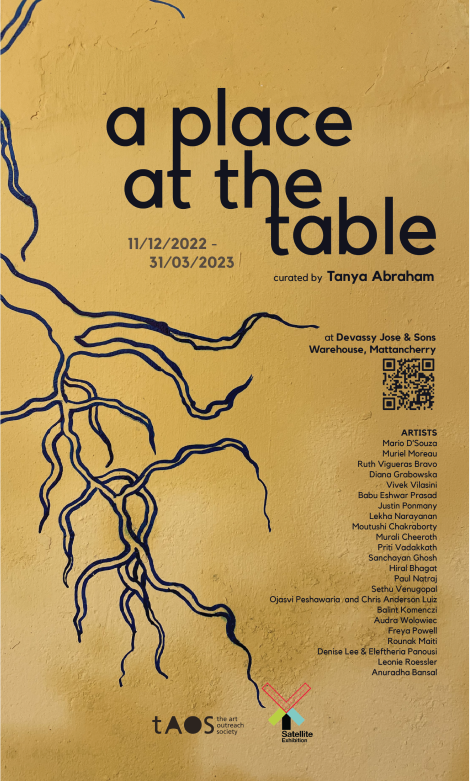 a place
at the
table
11/12/2022 -
31/03/2023
curated by Tanya Abraham
at Devassy Jose & Sons
Warehouse, Mattancherry
ARTISTS
Mario D'Souza
Muriel Moreau
Ruth Vigueras Bravo
Diana Grabowska
Vivek Vilasini
Babu Eshwar Prasad
Justin Ponmany
Lekha Narayanan
Moutushi Chakraborty
Murali Cheeroth
Priti Vadakkath
Sanchayan Ghosh
Hiral Bhagat
Paul Natraj
Sethu Venugopal
Ojasvi Peshawaria and Chris Anderson Luiz
Balint Komenczi
Audra Wolowiec
Freya Powell
Rounak Maiti
Denise Lee & Eleftheria Panousi
Leonie Roessler
Anuradha Bansal
tAOS the art
outreach
society
Satellite
Exhibition